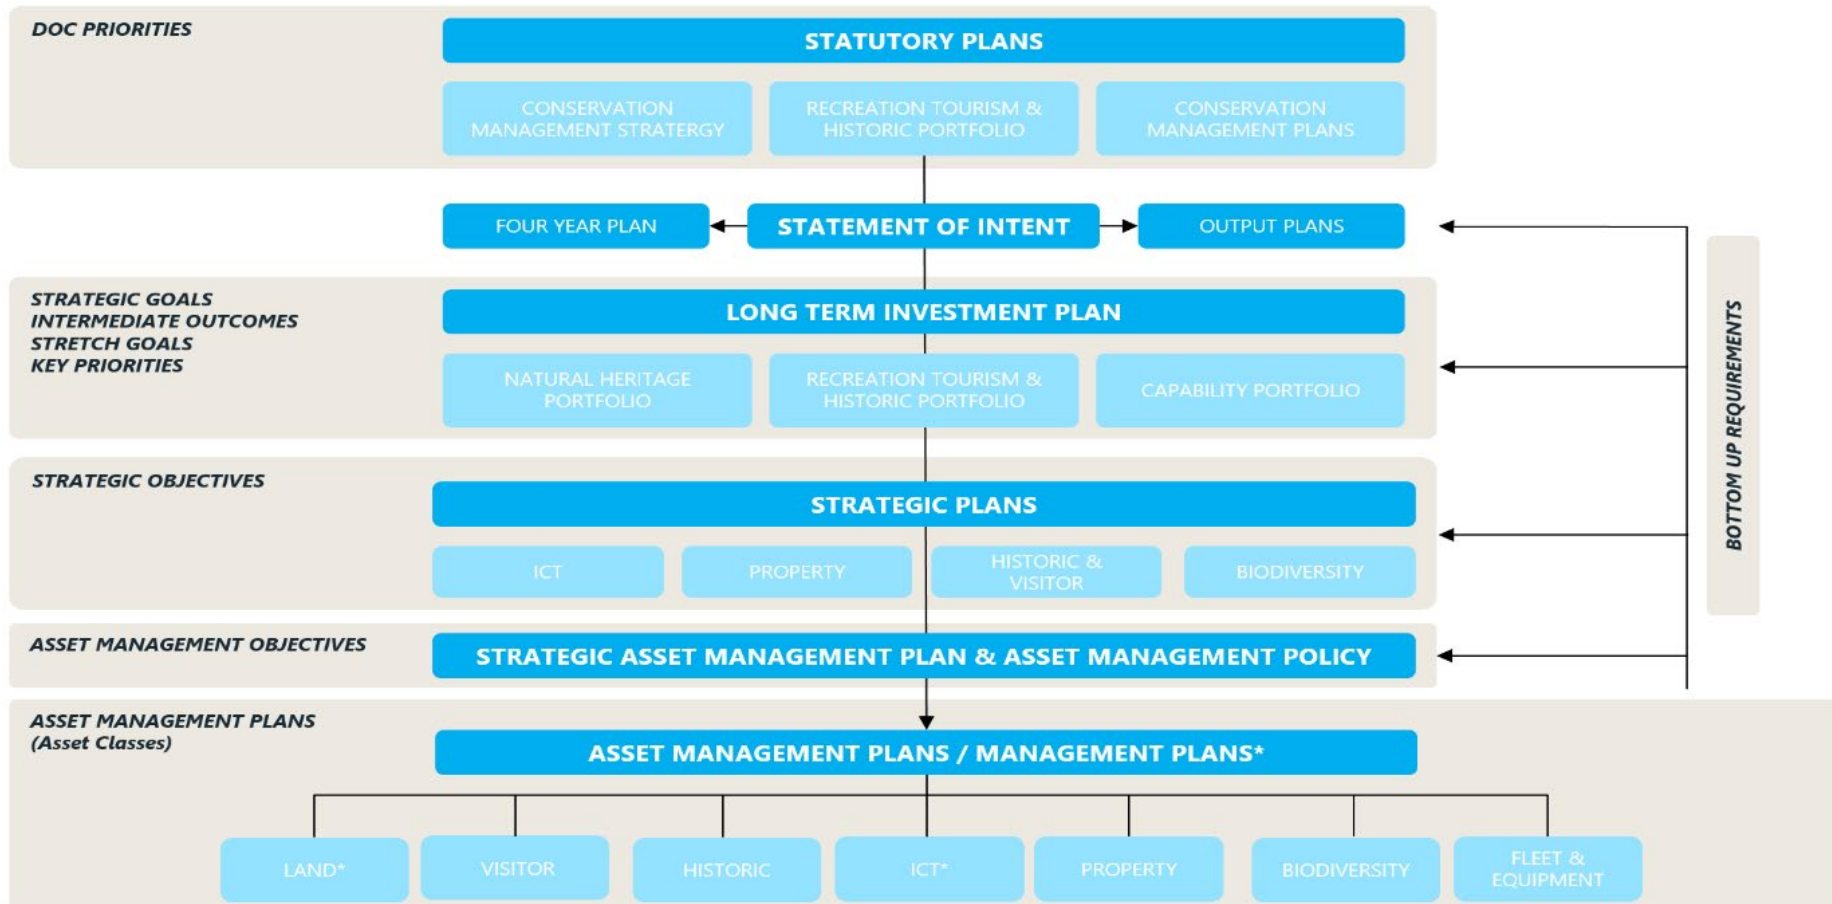 DOC PRIORITIES
STATUTORY PLANS
CONSERVATION
MANAGEMENT STRATERGY
RECREATION TOURISM &
HISTORIC PORTFOLIO
CONSERVATION
MANAGEMENT PLANS
FOUR YEAR PLAN
STATEMENT OF INTENT
OUTPUT PLANS
STRATEGIC GOALS
INTERMEDIATE OUTCOMES
STRETCH GOALS
KEY PRIORITIES
LONG TERM INVESTMENT PLAN
NATURAL HERITAGE
PORTFOLIO
RECREATION TOURISM &
HISTORIC PORTFOLIO
CAPABILITY PORTFOLIO
BOTTOM UP REQUIREMENTS
STRATEGIC OBJECTIVES
STRATEGIC PLANS
ICT
PROPERTY
HISTORIC &
VISITOR
BIODIVERSITY
ASSET MANAGEMENT OBJECTIVES
STRATEGIC ASSET MANAGEMENT PLAN & ASSET MANAGEMENT POLICY
ASSET MANAGEMENT PLANS
(Asset Classes)
ASSET MANAGEMENT PLANS / MANAGEMENT PLANS*
LAND*
VISITOR
HISTORIC
ICT*
PROPERTY
BIODIVERSITY
FLEET &
EQUIPMENT